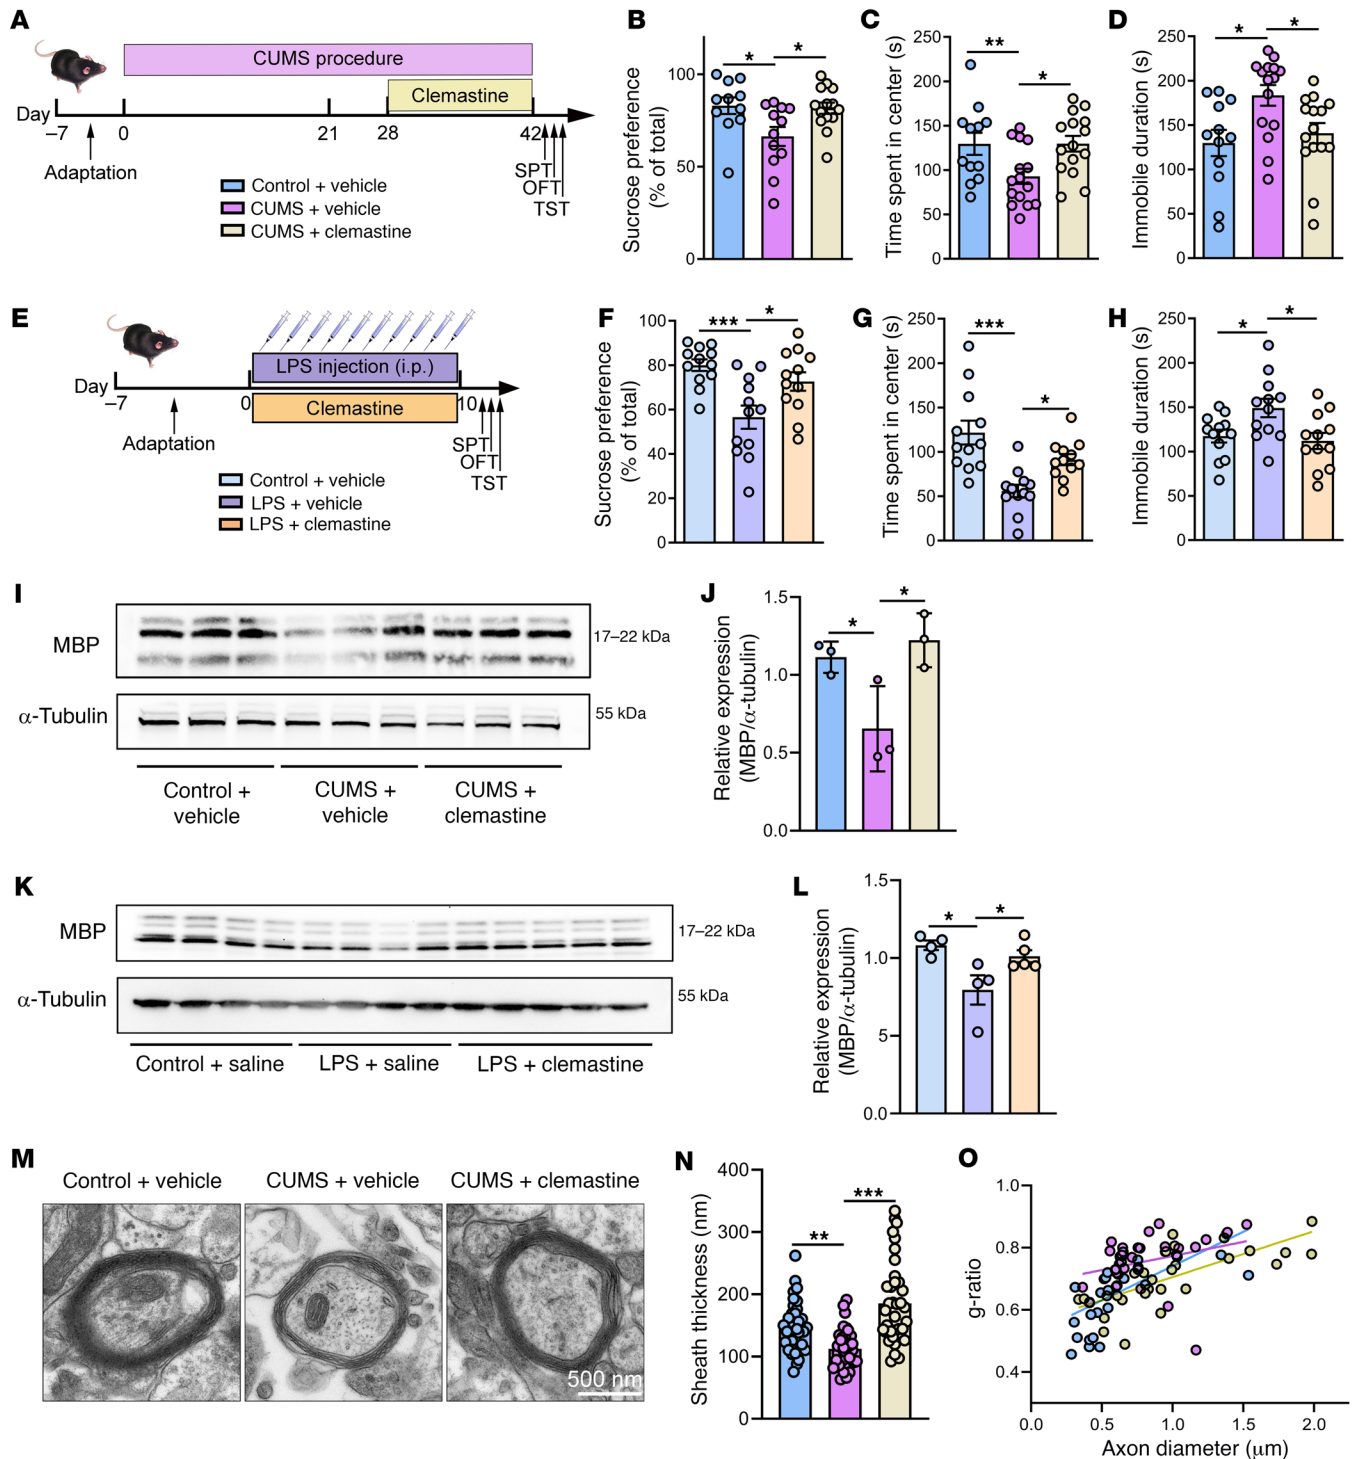 A
CUMS procedure
Clemastine
Day
−7
0
21
28
42
Adaptation
SPT
OFT
TST
Control + vehicle
CUMS + vehicle
CUMS + clemastine
B
Sucrose preference
(% of total)
100
50
0
*
*
C
Time spent in center (s)
250
200
150
100
50
0
**
*
D
Immobile duration (s)
250
200
150
100
50
0
*
*
E
LPS injection (i.p.)
Clemastine
Day
−7
0
10
Adaptation
SPT
OFT
TST
Control + vehicle
LPS + vehicle
LPS + clemastine
F
Sucrose preference
(% of total)
100
80
60
40
20
0
***
*
G
Time spent in center (s)
250
200
150
100
50
0
***
*
H
Immobile duration (s)
250
200
150
100
50
0
*
*
I
MBP
17–22 kDa
α-Tubulin
55 kDa
Control +
vehicle
CUMS +
vehicle
CUMS +
clemastine
J
Relative expression
(MBP/α-tubulin)
1.5
1.0
0.5
0.0
*
*
K
MBP
17–22 kDa
α-Tubulin
55 kDa
Control + saline
LPS + saline
LPS + clemastine
L
Relative expression
(MBP/α-tubulin)
1.5
1.0
5
0.0
*
*
M
Control + vehicle
CUMS + vehicle
CUMS + clemastine
500 nm
N
Sheath thickness (nm)
400
300
200
100
0
**
***
O
g-ratio
1.0
0.8
0.6
0.4
0.0
0.5
1.0
1.5
2.0
Axon diameter (μm)